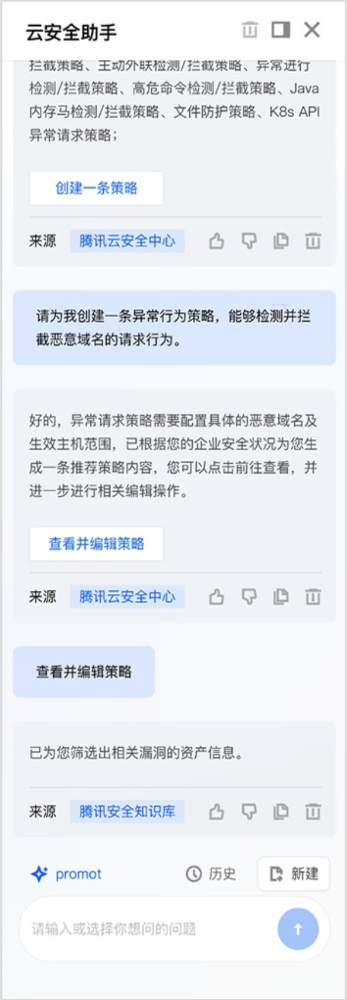 云安全助手
拦截策略、主动外联检测/拦截策略、异常进行
检测/拦截策略、高危命令检测/拦截策略、Java
内存马检测/拦截策略、文件防护策略、K8s API
异常请求策略；
创建一条策略
来源 腾讯云安全中心
请为我创建一条异常行为策略，能够检测并拦
截恶意域名的请求行为。
好的，异常请求策略需要配置具体的恶意域名及
生效主机范围，已根据您的企业安全状况为您生
成一条推荐策略内容，您可以点击前往查看，并
进一步进行相关编辑操作。
查看并编辑策略
来源 腾讯云安全中心
查看并编辑策略
已为您筛选出相关漏洞的资产信息。
来源 腾讯安全知识库
promot 历史 新建
请输入或选择你想问的问题